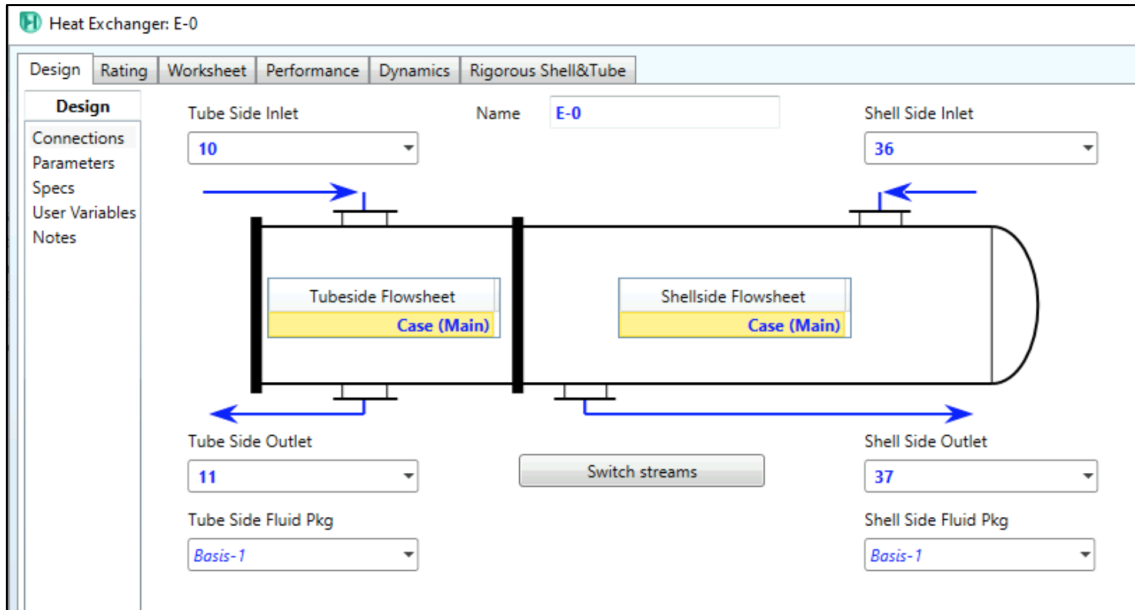 Heat Exchanger: E-0
Design Rating Worksheet Performance Dynamics Rigorous Shell&Tube
Design
Connections
Parameters
Specs
User Variables
Notes
Tube Side Inlet
10
Name E-0
Shell Side Inlet
36
Tubeside Flowsheet
Case (Main)
Shellside Flowsheet
Case (Main)
Tube Side Outlet
11
Switch streams
Shell Side Outlet
37
Tube Side Fluid Pkg
Basis-1
Shell Side Fluid Pkg
Basis-1